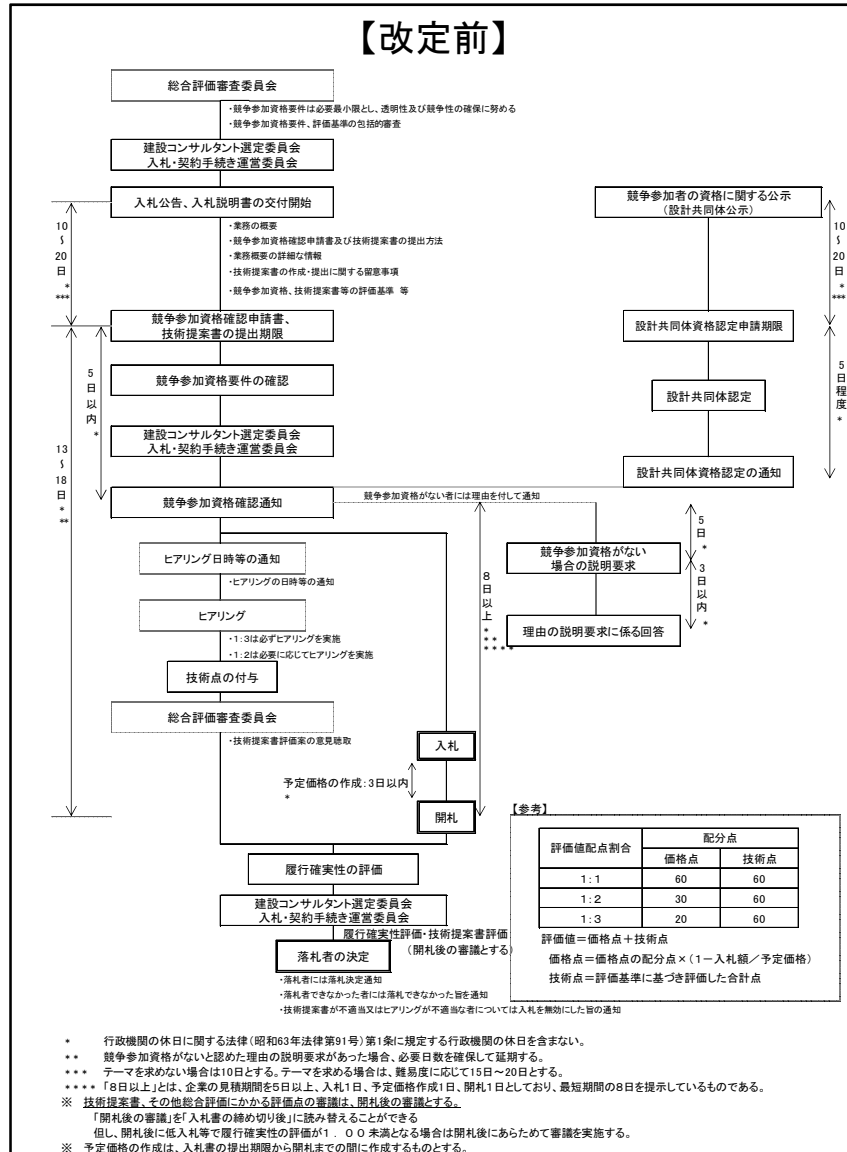 【改定前】
総合評価審査委員会
・競争参加資格要件は必要最小限とし、透明性及び競争性の確保に努める
・競争参加資格要件、評価基準の包括的審査
建設コンサルタント選定委員会
入札・契約手続き運営委員会
入札公告、入札説明書の交付開始
・業務の概要
・競争参加資格確認申請書及び技術提案書の提出方法
・業務概要の詳細な情報
・技術提案書の作成・提出に関する留意事項
・競争参加資格、技術提案書等の評価基準 等
10～20日 *
***
競争参加資格確認申請書、
技術提案書の提出期限
競争参加資格要件の確認
建設コンサルタント選定委員会
入札・契約手続き運営委員会
5日以内 *
13～18日 *
**
競争参加資格確認通知
競争参加資格がない者には理由を付して通知
競争参加者の資格に関する公示
(設計共同体公示)
10～20日 *
***
設計共同体資格認定申請期限
設計共同体認定
5日程度 *
設計共同体資格認定の通知
5日 *
競争参加資格がない
場合の説明要求
3日以内 *
理由の説明要求に係る回答
ヒアリング日時等の通知
・ヒアリングの日時等の通知
ヒアリング
・1：3は必ずヒアリングを実施
・1：2は必要に応じてヒアリングを実施
技術点の付与
総合評価審査委員会
・技術提案書評価案の意見聴取
8日以上 *
**
****
入札
予定価格の作成：3日以内
*
開札
履行確実性の評価
建設コンサルタント選定委員会
入札・契約手続き運営委員会
履行確実性評価・技術提案書評価
(開札後の審議とする)
落札者の決定
・落札者には落札決定通知
・落札者できなかった者には落札できなかった旨を通知
・技術提案書が不適当又はヒアリングが不適当な者については入札を無効にした旨の通知
【参考】
評価値配点割合 配分点
価格点 技術点
1：1 60 60
1：2 30 60
1：3 20 60
評価値＝価格点＋技術点
価格点＝価格点の配分点×(1－入札額／予定価格)
技術点＝評価基準に基づき評価した合計点
* 行政機関の休日に関する法律(昭和63年法律第91号)第1条に規定する行政機関の休日を含まない。
** 競争参加資格がないと認めた理由の説明要求があった場合、必要日数を確保して延期する。
*** テーマを求めない場合は10日とする。テーマを求める場合は、難易度に応じて15日～20日とする。
**** 「8日以上」とは、企業の見積期間を5日以上、入札1日、予定価格作成1日、開札1日としており、最短期間の8日を提示しているものである。
※ 技術提案書、その他総合評価にかかる評価点の審議は、開札後の審議とする。
「開札後の審議」を「入札書の締め切り後」に読み替えることができる
但し、開札後に低入札等で履行確実性の評価が1．00未満となる場合は開札後にあらためて審議を実施する。
※ 予定価格の作成は、入札書の提出期限から開札までの間に作成するものとする。